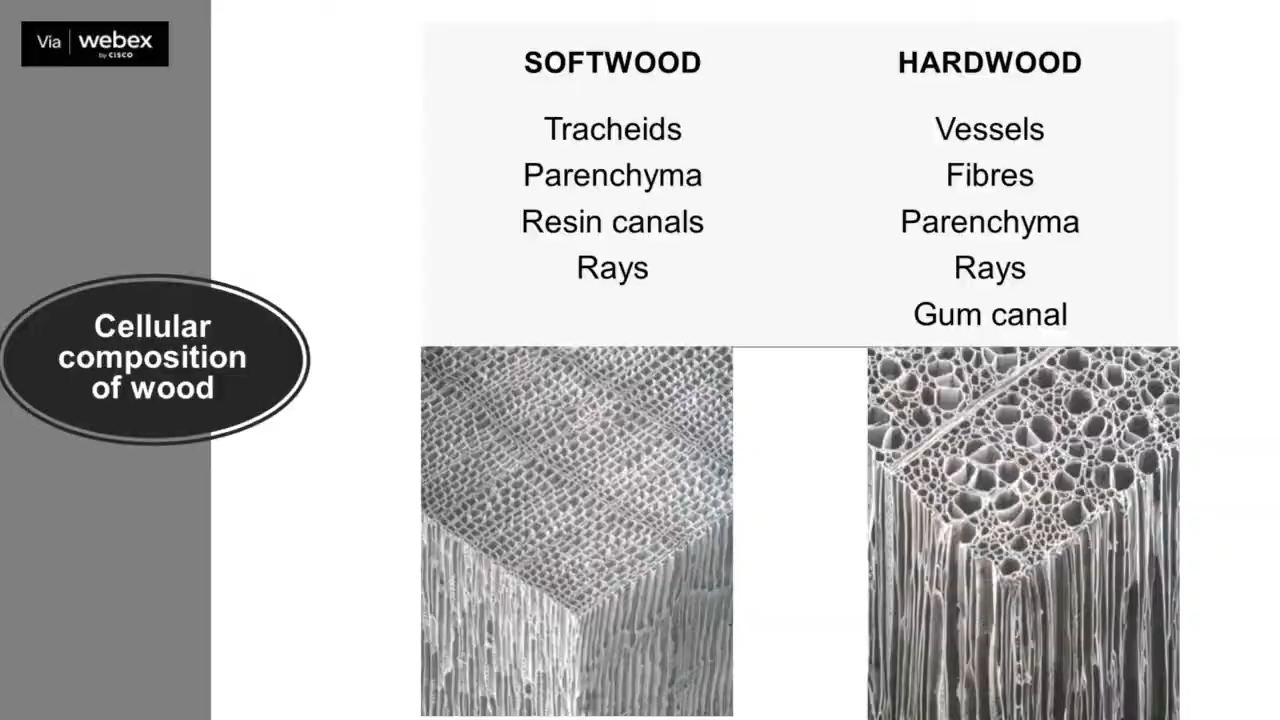 Via webex
by CISCO
SOFTWOOD
Tracheids
Parenchyma
Resin canals
Rays
HARDWOOD
Vessels
Fibres
Parenchyma
Rays
Gum canal
Cellular
composition
of wood